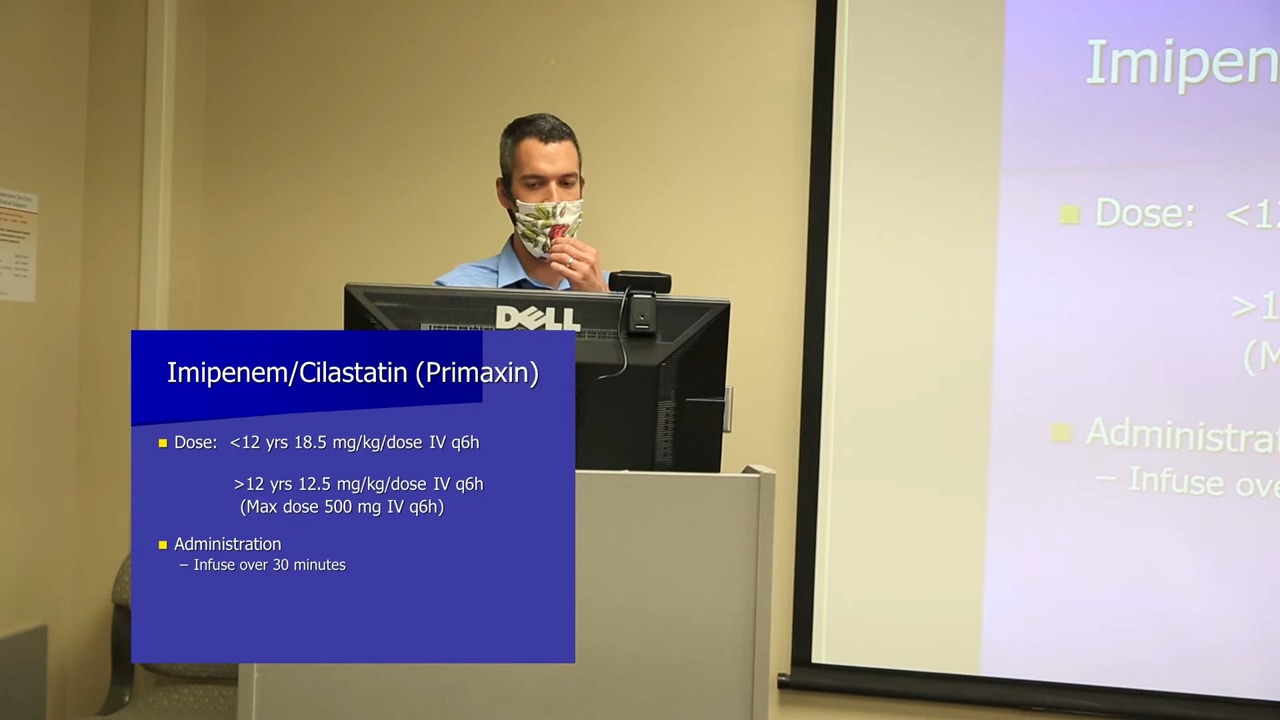 DELL
Imipenem/Cilastatin (Primaxin)
Dose: <12 yrs 18.5 mg/kg/dose IV q6h
>12 yrs 12.5 mg/kg/dose IV q6h
(Max dose 500 mg IV q6h)
Administration
– Infuse over 30 minutes
Imipen
Dose: <1
>1
(M
Administra
– Infuse ov